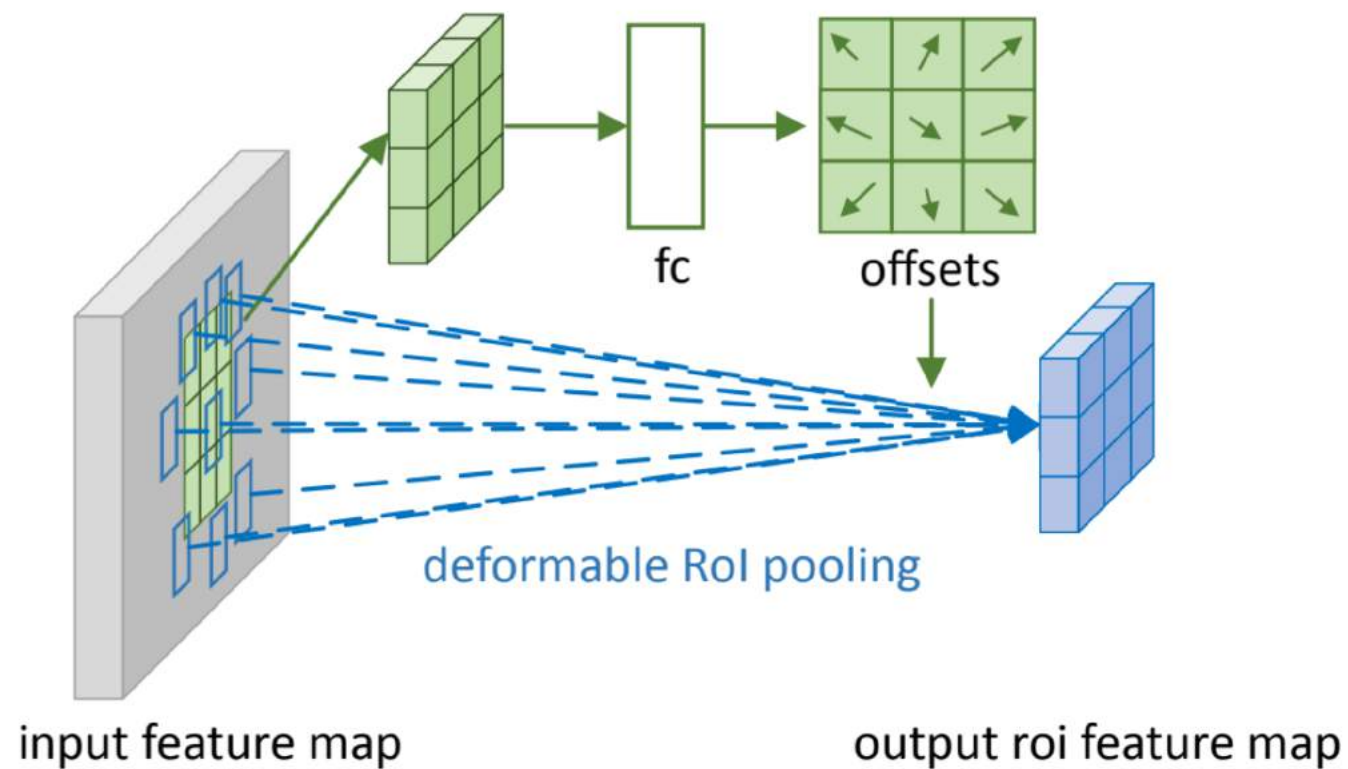 fc
offsets
deformable RoI pooling
input feature map
output roi feature map